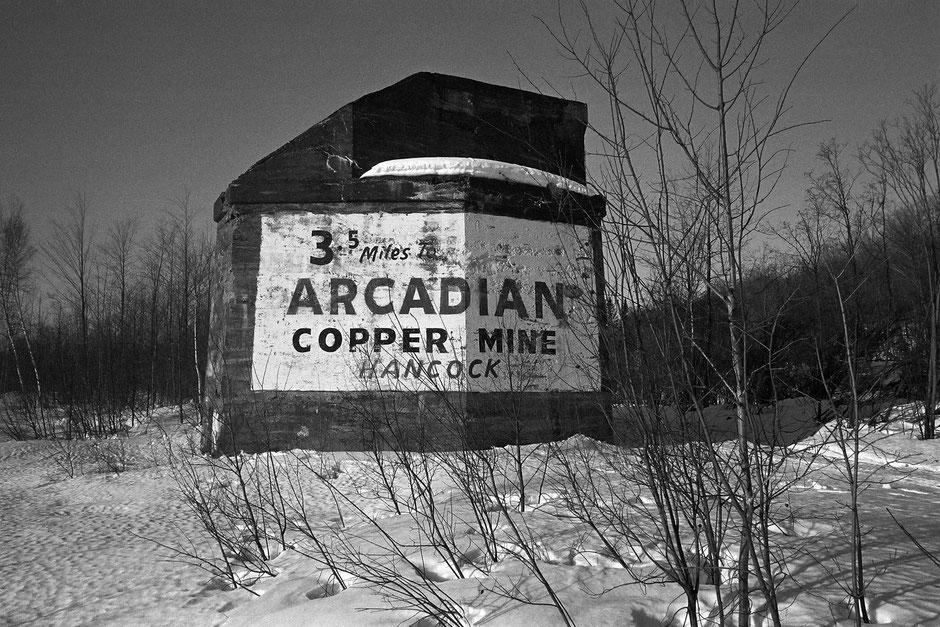 3.5 Miles To
ARCADIAN
COPPER MINE
HANCOCK